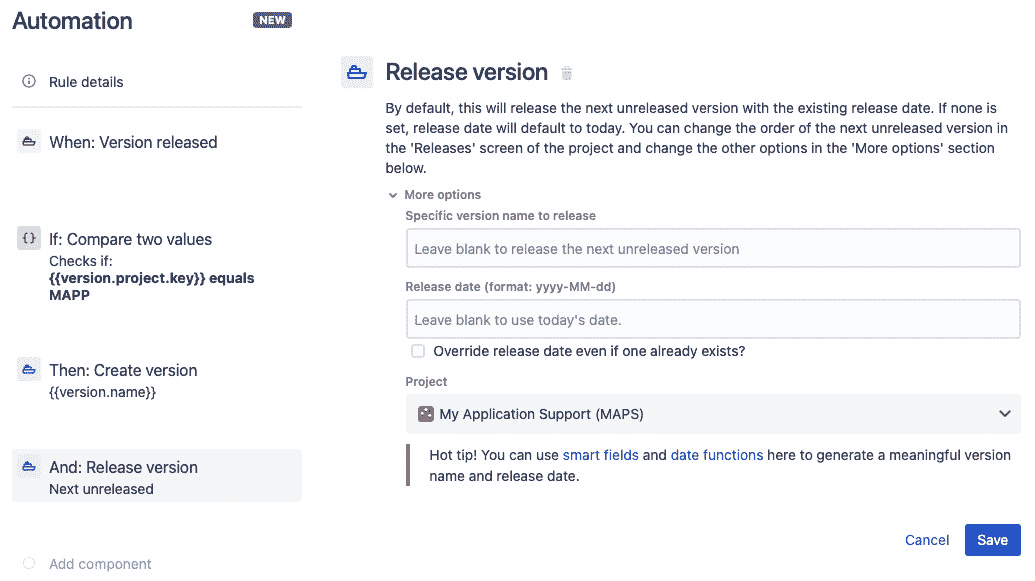 Automation
NEW
Rule details
When: Version released
If: Compare two values
Checks if:
{{version.project.key}} equals
MAPP
Then: Create version
{{version.name}}
And: Release version
Next unreleased
Add component
Release version
By default, this will release the next unreleased version with the existing release date. If none is
set, release date will default to today. You can change the order of the next unreleased version in
the 'Releases' screen of the project and change the other options in the 'More options' section
below.
More options
Specific version name to release
Leave blank to release the next unreleased version
Release date (format: yyyy-MM-dd)
Leave blank to use today's date.
Override release date even if one already exists?
Project
My Application Support (MAPS)
Hot tip! You can use smart fields and date functions here to generate a meaningful version
name and release date.
Cancel
Save